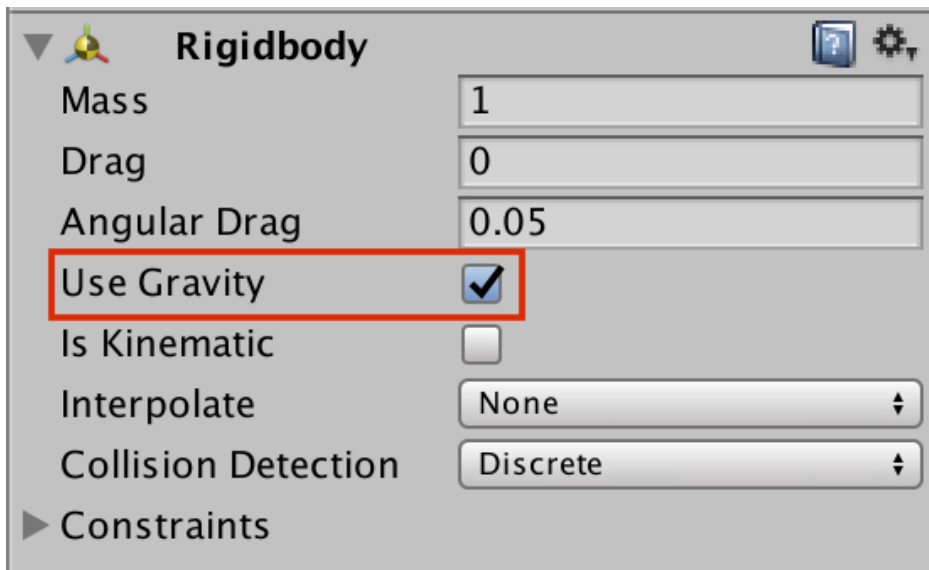 Rigidbody
Mass 1
Drag 0
Angular Drag 0.05
Use Gravity
Is Kinematic
Interpolate None
Collision Detection Discrete
Constraints